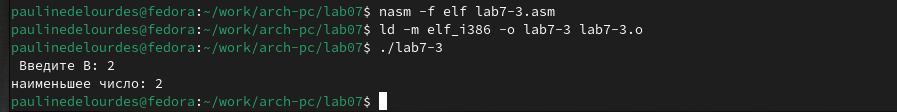 paulinedelourdes@fedora:~/work/arch-pc/lab07$ nasm -f elf lab7-3.asm
paulinedelourdes@fedora:~/work/arch-pc/lab07$ ld -m elf_i386 -o lab7-3 lab7-3.o
paulinedelourdes@fedora:~/work/arch-pc/lab07$ ./lab7-3
Введите В: 2
наименьшее число: 2
paulinedelourdes@fedora:~/work/arch-pc/lab07$